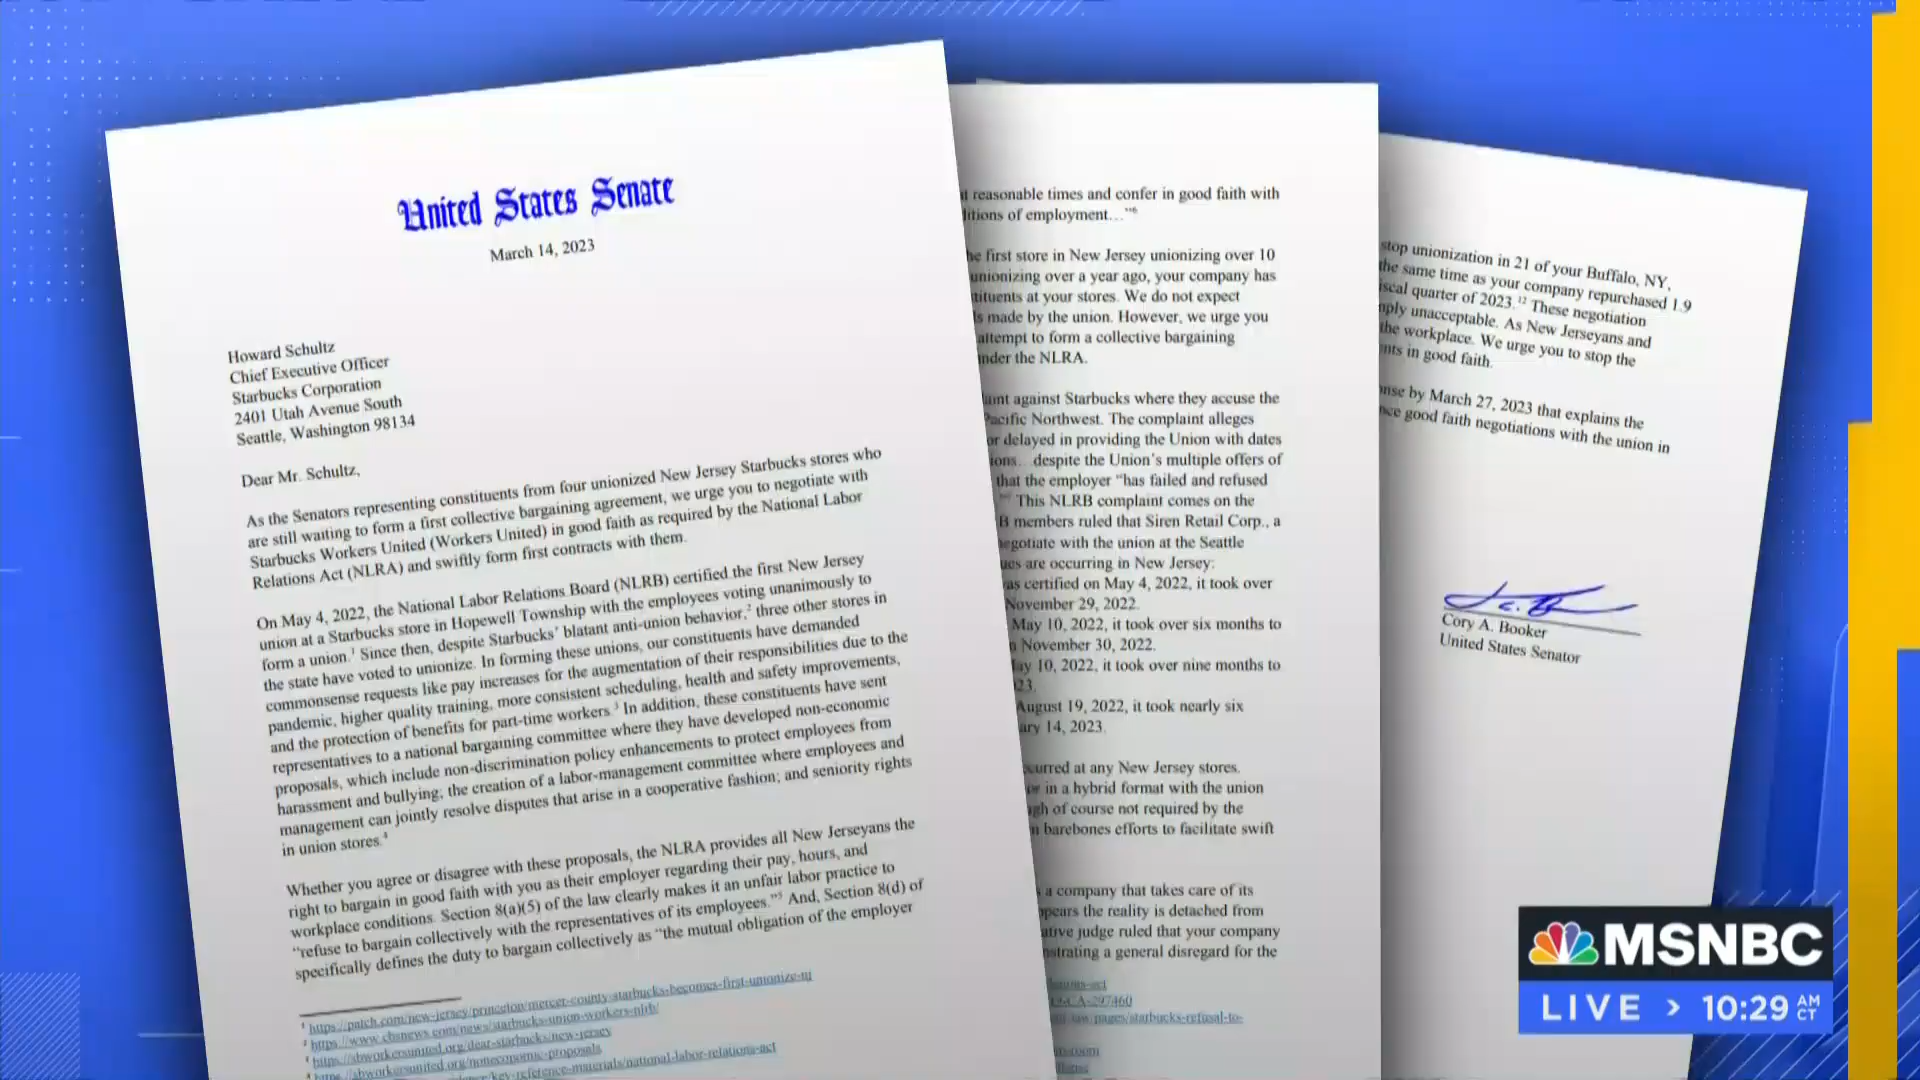 United States Senate
March 14, 2023
Howard Schultz
Chief Executive Officer
Starbucks Corporation
2401 Utah Avenue South
Seattle, Washington 98134
Dear Mr. Schultz,
As the Senators representing constituents from four unionized New Jersey Starbucks stores who
are still waiting to form a first collective bargaining agreement, we urge you to negotiate with
Starbucks Workers United (Workers United) in good faith as required by the National Labor
Relations Act (NLRA) and swiftly form first contracts with them.
On May 4, 2022, the National Labor Relations Board (NLRB) certified the first New Jersey
union at a Starbucks store in Hopewell Township with the employees voting unanimously to
form a union.1 Since then, despite Starbucks’ blatant anti-union behavior,2 three other stores in
the state have voted to unionize. In forming these unions, our constituents have demanded
commonsense requests like pay increases for the augmentation of their responsibilities due to the
pandemic, higher quality training, more consistent scheduling, health and safety improvements,
and the protection of benefits for part-time workers.3 In addition, these constituents have sent
representatives to a national bargaining committee where they have developed non-economic
proposals, which include non-discrimination policy enhancements to protect employees from
harassment and bullying; the creation of a labor-management committee where employees and
management can jointly resolve disputes that arise in a cooperative fashion; and seniority rights
in union stores.4
Whether you agree or disagree with these proposals, the NLRA provides all New Jerseyans the
right to bargain in good faith with you as their employer regarding their pay, hours, and
workplace conditions. Section 8(a)(5) of the law clearly makes it an unfair labor practice to
“refuse to bargain collectively with the representatives of its employees.”5 And, Section 8(d) of
specifically defines the duty to bargain collectively as “the mutual obligation of the employer
1 https://patch.com/new-jersey/princeton/mercer-county-starbucks-becomes-first-unionize-nj
2 https://www.cbsnews.com/news/starbucks-union-workers-nlrb/
3 https://sbworkersunited.org/dear-starbucks/new-jersey
4 https://sbworkersunited.org/noneconomic-proposals
/key-reference-materials/national-labor-relations-act
reasonable times and confer in good faith with
itions of employment…”6
he first store in New Jersey unionizing over 10
unionizing over a year ago, your company has
tituents at your stores. We do not expect
s made by the union. However, we urge you
attempt to form a collective bargaining
nder the NLRA.
aint against Starbucks where they accuse the
Pacific Northwest. The complaint alleges
or delayed in providing the Union with dates
ions…despite the Union’s multiple offers of
that the employer “has failed and refused
This NLRB complaint comes on the
B members ruled that Siren Retail Corp., a
egotiate with the union at the Seattle
ues are occurring in New Jersey:
as certified on May 4, 2022, it took over
November 29, 2022.
May 10, 2022, it took over six months to
n November 30, 2022.
ay 10, 2022, it took over nine months to
23.
August 19, 2022, it took nearly six
ary 14, 2023.
curred at any New Jersey stores.
or in a hybrid format with the union
gh of course not required by the
n barebones efforts to facilitate swift
a company that takes care of its
ppears the reality is detached from
ative judge ruled that your company
nstrating a general disregard for the
ions-act
19-CA-297460
/pages/starbucks-refusal-to-
stop unionization in 21 of your Buffalo, NY,
the same time as your company repurchased 1.9
iscal quarter of 2023.12 These negotiation
mply unacceptable. As New Jerseyans and
the workplace. We urge you to stop the
nts in good faith.
onse by March 27, 2023 that explains the
nce good faith negotiations with the union in
Cory A. Booker
United States Senator
MSNBC
LIVE > 10:29 AM CT